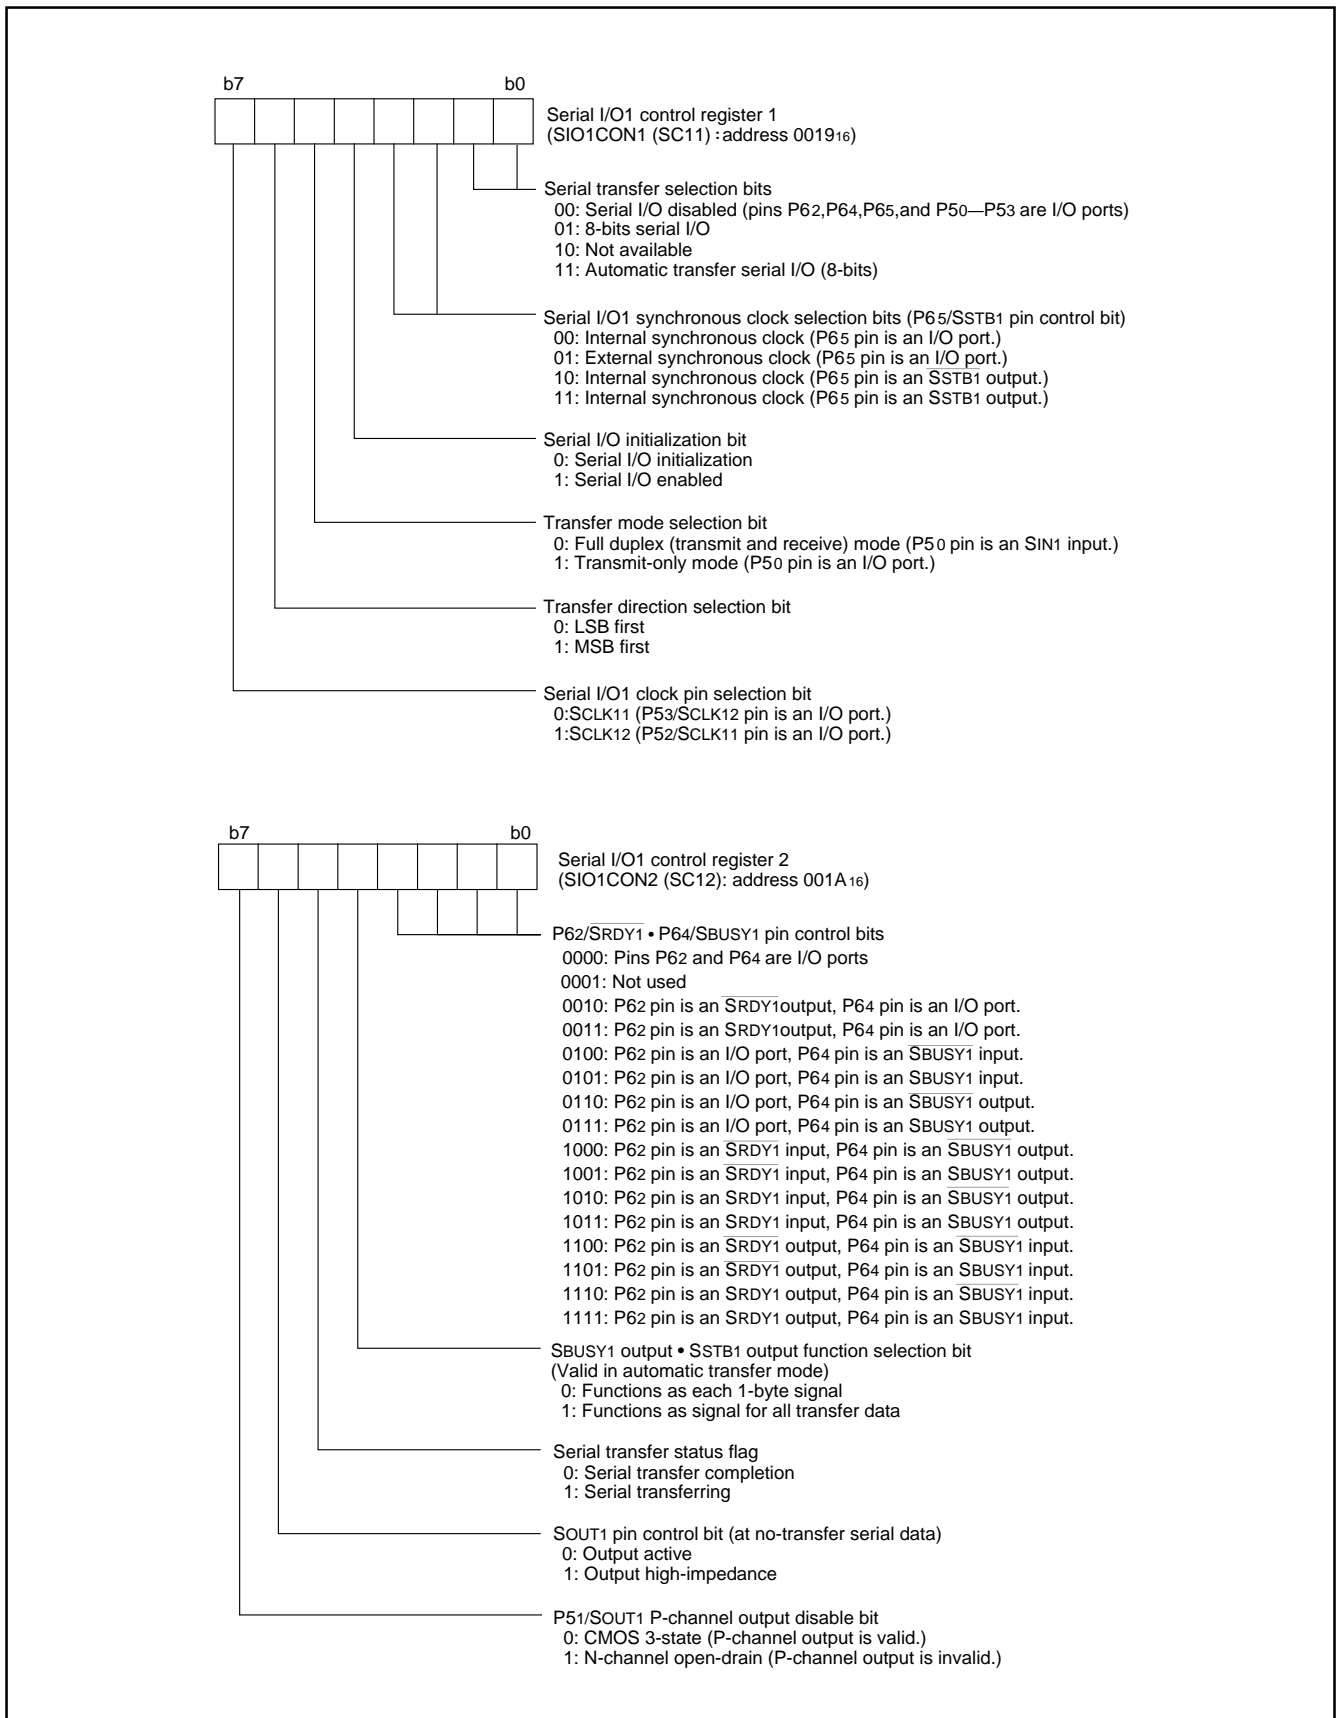 b7 b0
Serial I/O1 control register 1
(SIO1CON1 (SC11) : address 001916)
Serial transfer selection bits
00: Serial I/O disabled (pins P62,P64,P65,and P50—P53 are I/O ports)
01: 8-bits serial I/O
10: Not available
11: Automatic transfer serial I/O (8-bits)
Serial I/O1 synchronous clock selection bits (P65/SSTB1 pin control bit)
00: Internal synchronous clock (P65 pin is an I/O port.)
01: External synchronous clock (P65 pin is an I/O port.)
10: Internal synchronous clock (P65 pin is an S̅S̅T̅B̅1̅ output.)
11: Internal synchronous clock (P65 pin is an SSTB1 output.)
Serial I/O initialization bit
0: Serial I/O initialization
1: Serial I/O enabled
Transfer mode selection bit
0: Full duplex (transmit and receive) mode (P50 pin is an SIN1 input.)
1: Transmit-only mode (P50 pin is an I/O port.)
Transfer direction selection bit
0: LSB first
1: MSB first
Serial I/O1 clock pin selection bit
0:SCLK11 (P53/SCLK12 pin is an I/O port.)
1:SCLK12 (P52/SCLK11 pin is an I/O port.)
b7 b0
Serial I/O1 control register 2
(SIO1CON2 (SC12): address 001A16)
P62/S̅R̅D̅Y̅1̅ • P64/SBUSY1 pin control bits
0000: Pins P62 and P64 are I/O ports
0001: Not used
0010: P62 pin is an S̅R̅D̅Y̅1̅ output, P64 pin is an I/O port.
0011: P62 pin is an SRDY1output, P64 pin is an I/O port.
0100: P62 pin is an I/O port, P64 pin is an S̅B̅U̅S̅Y̅1̅ input.
0101: P62 pin is an I/O port, P64 pin is an SBUSY1 input.
0110: P62 pin is an I/O port, P64 pin is an S̅B̅U̅S̅Y̅1̅ output.
0111: P62 pin is an I/O port, P64 pin is an SBUSY1 output.
1000: P62 pin is an S̅R̅D̅Y̅1̅ input, P64 pin is an S̅B̅U̅S̅Y̅1̅ output.
1001: P62 pin is an S̅R̅D̅Y̅1̅ input, P64 pin is an SBUSY1 output.
1010: P62 pin is an SRDY1 input, P64 pin is an S̅B̅U̅S̅Y̅1̅ output.
1011: P62 pin is an SRDY1 input, P64 pin is an SBUSY1 output.
1100: P62 pin is an S̅R̅D̅Y̅1̅ output, P64 pin is an S̅B̅U̅S̅Y̅1̅ input.
1101: P62 pin is an S̅R̅D̅Y̅1̅ output, P64 pin is an SBUSY1 input.
1110: P62 pin is an SRDY1 output, P64 pin is an S̅B̅U̅S̅Y̅1̅ input.
1111: P62 pin is an SRDY1 output, P64 pin is an SBUSY1 input.
SBUSY1 output • SSTB1 output function selection bit
(Valid in automatic transfer mode)
0: Functions as each 1-byte signal
1: Functions as signal for all transfer data
Serial transfer status flag
0: Serial transfer completion
1: Serial transferring
SOUT1 pin control bit (at no-transfer serial data)
0: Output active
1: Output high-impedance
P51/SOUT1 P-channel output disable bit
0: CMOS 3-state (P-channel output is valid.)
1: N-channel open-drain (P-channel output is invalid.)